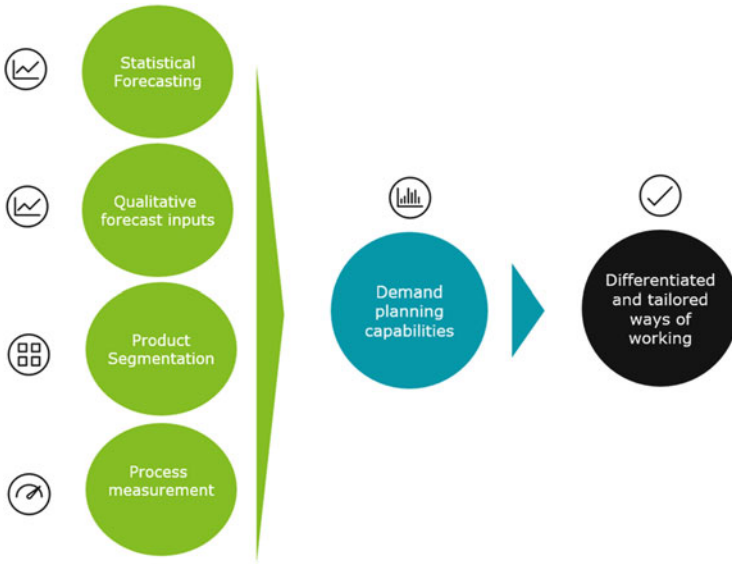 Statistical
Forecasting
Qualitative
forecast inputs
Product
Segmentation
Process
measurement
Demand
planning
capabilities
Differentiated
and tailored
ways of
working